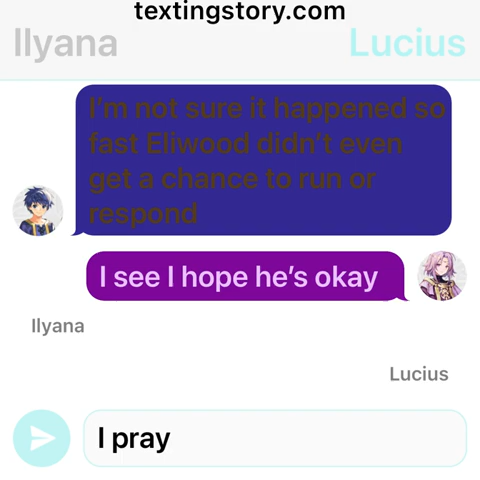 textingstory.com
Ilyana
Lucius
I'm not sure it happened so
fast Eliwood didn't even
get a chance to run or
respond
I see I hope he's okay
Ilyana
Lucius
I pray